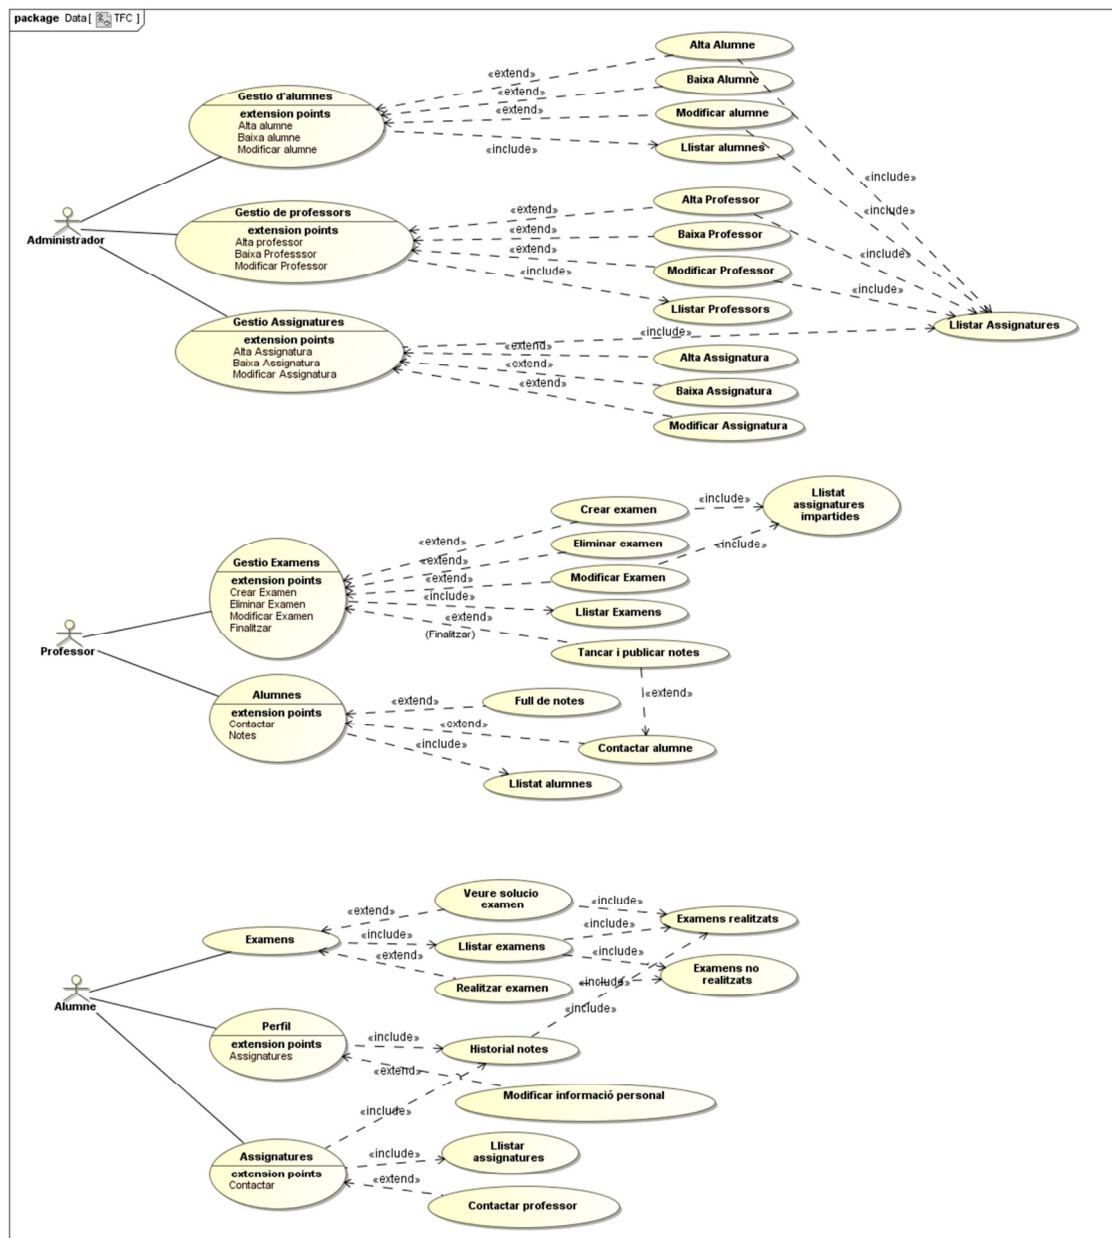 package Data [ TFC ]
Alta Alumne
«extend»
Baixa Alumne
«extend»
Gestio d'alumnes
extension points
Alta alumne
Baixa alumne
Modificar alumne
«extend»
Modificar alumne
«include»
Llistar alumnes
«include»
«include»
Administrador
Gestio de professors
extension points
Alta professor
Baixa Professsor
Modificar Professor
«extend»
Alta Professor
«extend»
Baixa Professor
«extend»
Modificar Professor
«include»
Llistar Professors
«include»
«include»
Gestio Assignatures
extension points
Alta Assignatura
Baixa Assignatura
Modificar Assignatura
«include»
Llistar Assignatures
«extend»
Alta Assignatura
«extend»
Baixa Assignatura
«extend»
Modificar Assignatura
Crear examen
«include»
Llistat
assignatures
impartides
«extend»
Eliminar examen
«include»
Gestio Examens
extension points
Crear Examen
Eliminar Examen
Modificar Examen
Finalitzar
«extend»
Modificar Examen
«extend»
«include»
Llistar Examens
«extend»
(Finalitzar)
Tancar i publicar notes
«extend»
Professor
Alumnes
extension points
Contactar
Notes
«extend»
Full de notes
«extend»
Contactar alumne
«include»
Llistat alumnes
Veure solucio
examen
«include»
Examens realitzats
«extend»
Examens
«include»
Llistar examens
«include»
«include»
Examens no
realitzats
«extend»
Realitzar examen
«include»
«include»
Alumne
Perfil
extension points
Assignatures
«include»
Historial notes
«extend»
Modificar informació personal
«include»
Assignatures
extension points
Contactar
«include»
Llistar
assignatures
«extend»
Contactar professor